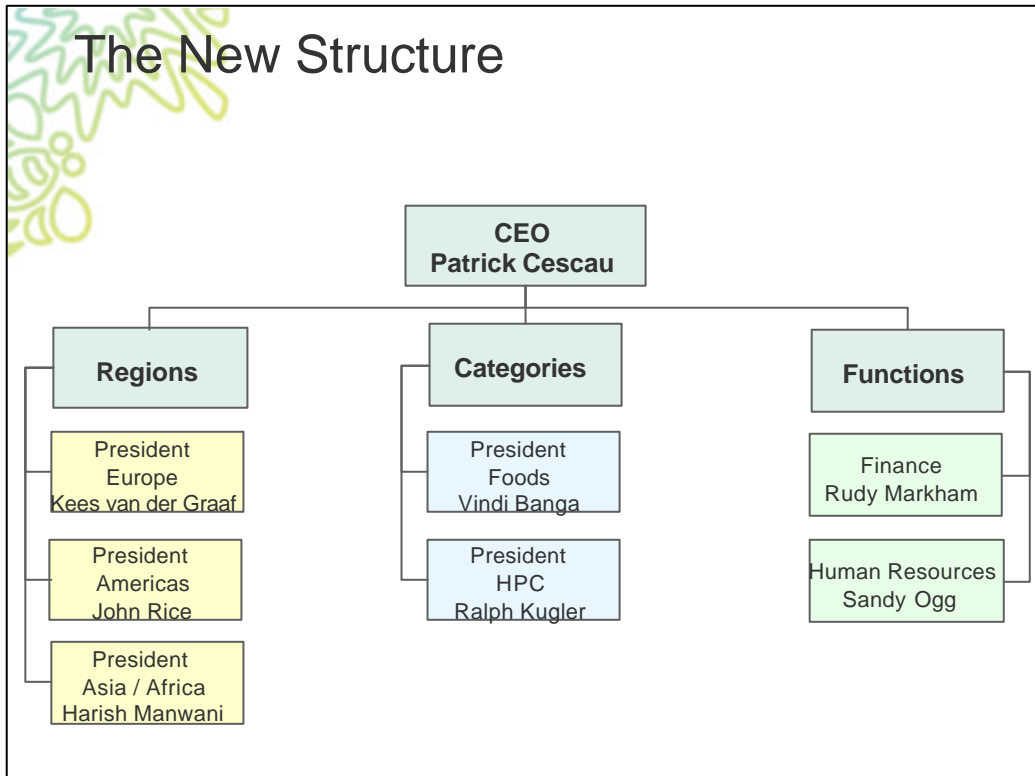 The New Structure
CEO
Patrick Cescau
Regions
President
Europe
Kees van der Graaf
President
Americas
John Rice
President
Asia / Africa
Harish Manwani
Categories
President
Foods
Vindi Banga
President
HPC
Ralph Kugler
Functions
Finance
Rudy Markham
Human Resources
Sandy Ogg